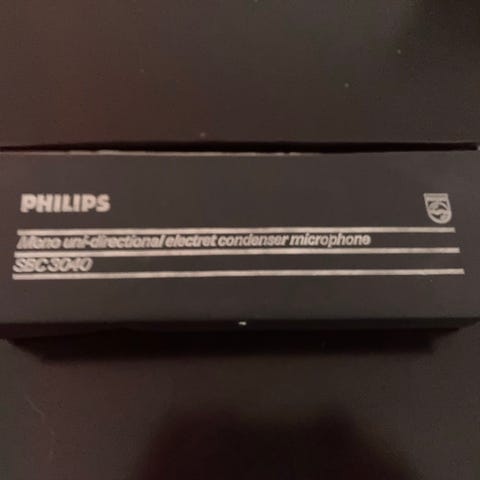 PHILIPS
Mono uni-directional electret condenser microphone
SBC 3040